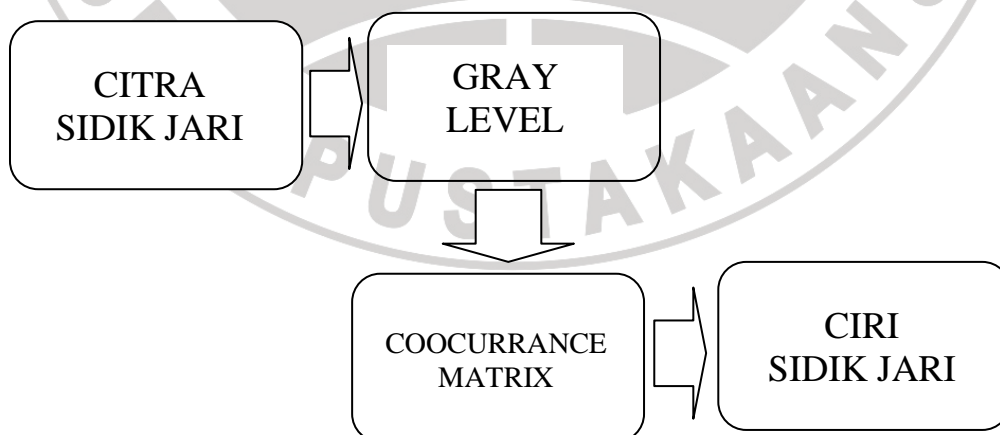 CITRA
SIDIK JARI
GRAY
LEVEL
PUSTAKAAN
COOCURRANCE
MATRIX
CIRI
SIDIK JARI